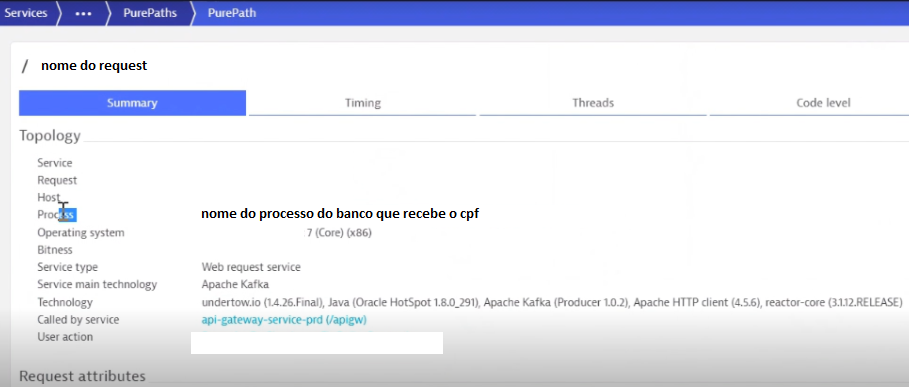 Services ••• PurePaths PurePath
/ nome do request
Summary Timing Threads Code level
Topology
Service
Request
Host
Process nome do processo do banco que recebe o cpf
Operating system 7 (Core) (x86)
Bitness
Service type Web request service
Service main technology Apache Kafka
Technology undertow.io (1.4.26.Final), Java (Oracle HotSpot 1.8.0_291), Apache Kafka (Producer 1.0.2), Apache HTTP client (4.5.6), reactor-core (3.1.12.RELEASE)
Called by service api-gateway-service-prd (/apigw)
User action
Request attributes